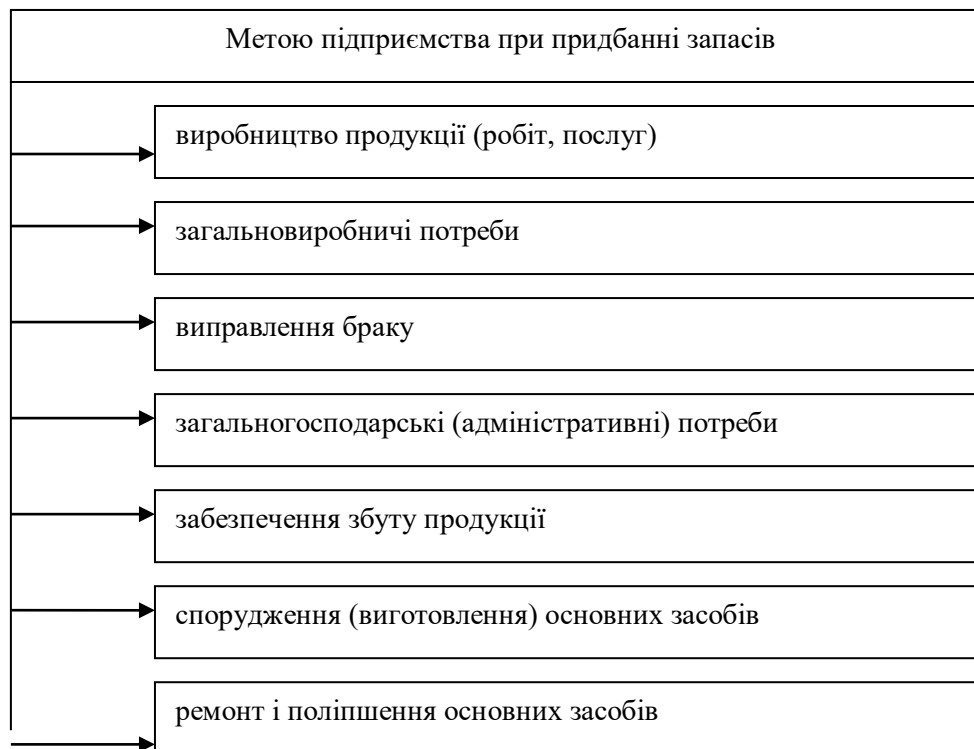 Метою підприємства при придбанні запасів
виробництво продукції (робіт, послуг)
загальновиробничі потреби
виправлення браку
загальногосподарські (адміністративні) потреби
забезпечення збуту продукції
спорудження (виготовлення) основних засобів
ремонт і поліпшення основних засобів